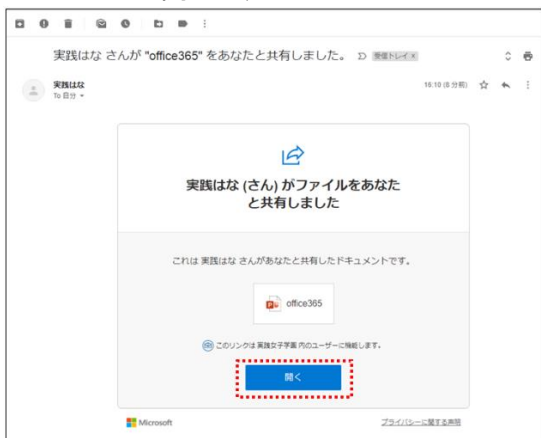 実践はな さんが "office365" をあなたと共有しました。 受信トレイ x
実践はな
To 自分
16:10 (6 分前)
実践はな (さん) がファイルをあなた
と共有しました
これは 実践はな さんがあなたと共有したドキュメントです。
office365
このリンクは 実践女子学園 内のユーザーに機能します。
開く
Microsoft
プライバシーに関する声明